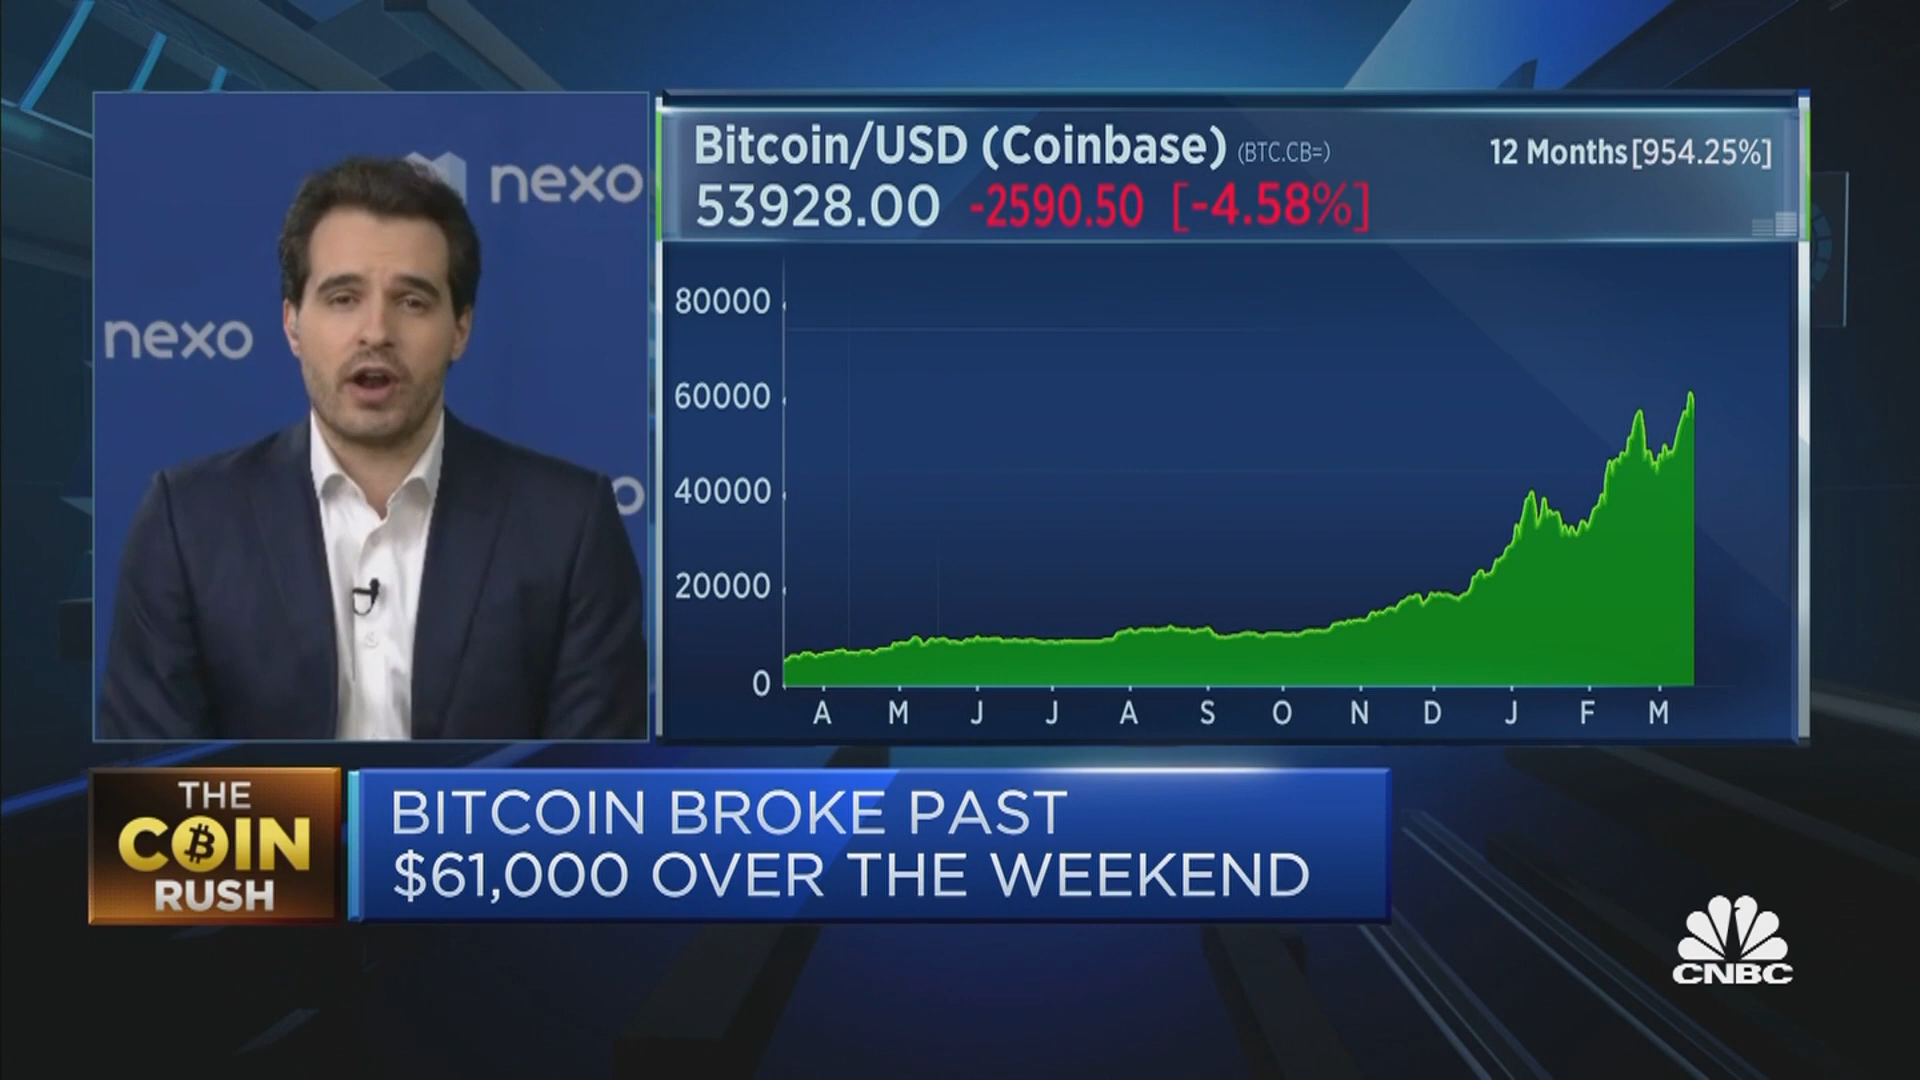 nexo
nexo
o
Bitcoin/USD (Coinbase) (BTC.CB=)
12 Months[954.25%]
53928.00 -2590.50 [-4.58%]
80000
60000
40000
20000
0
A M J J A S O N D J F M
THE
COIN
RUSH
BITCOIN BROKE PAST
$61,000 OVER THE WEEKEND
CNBC